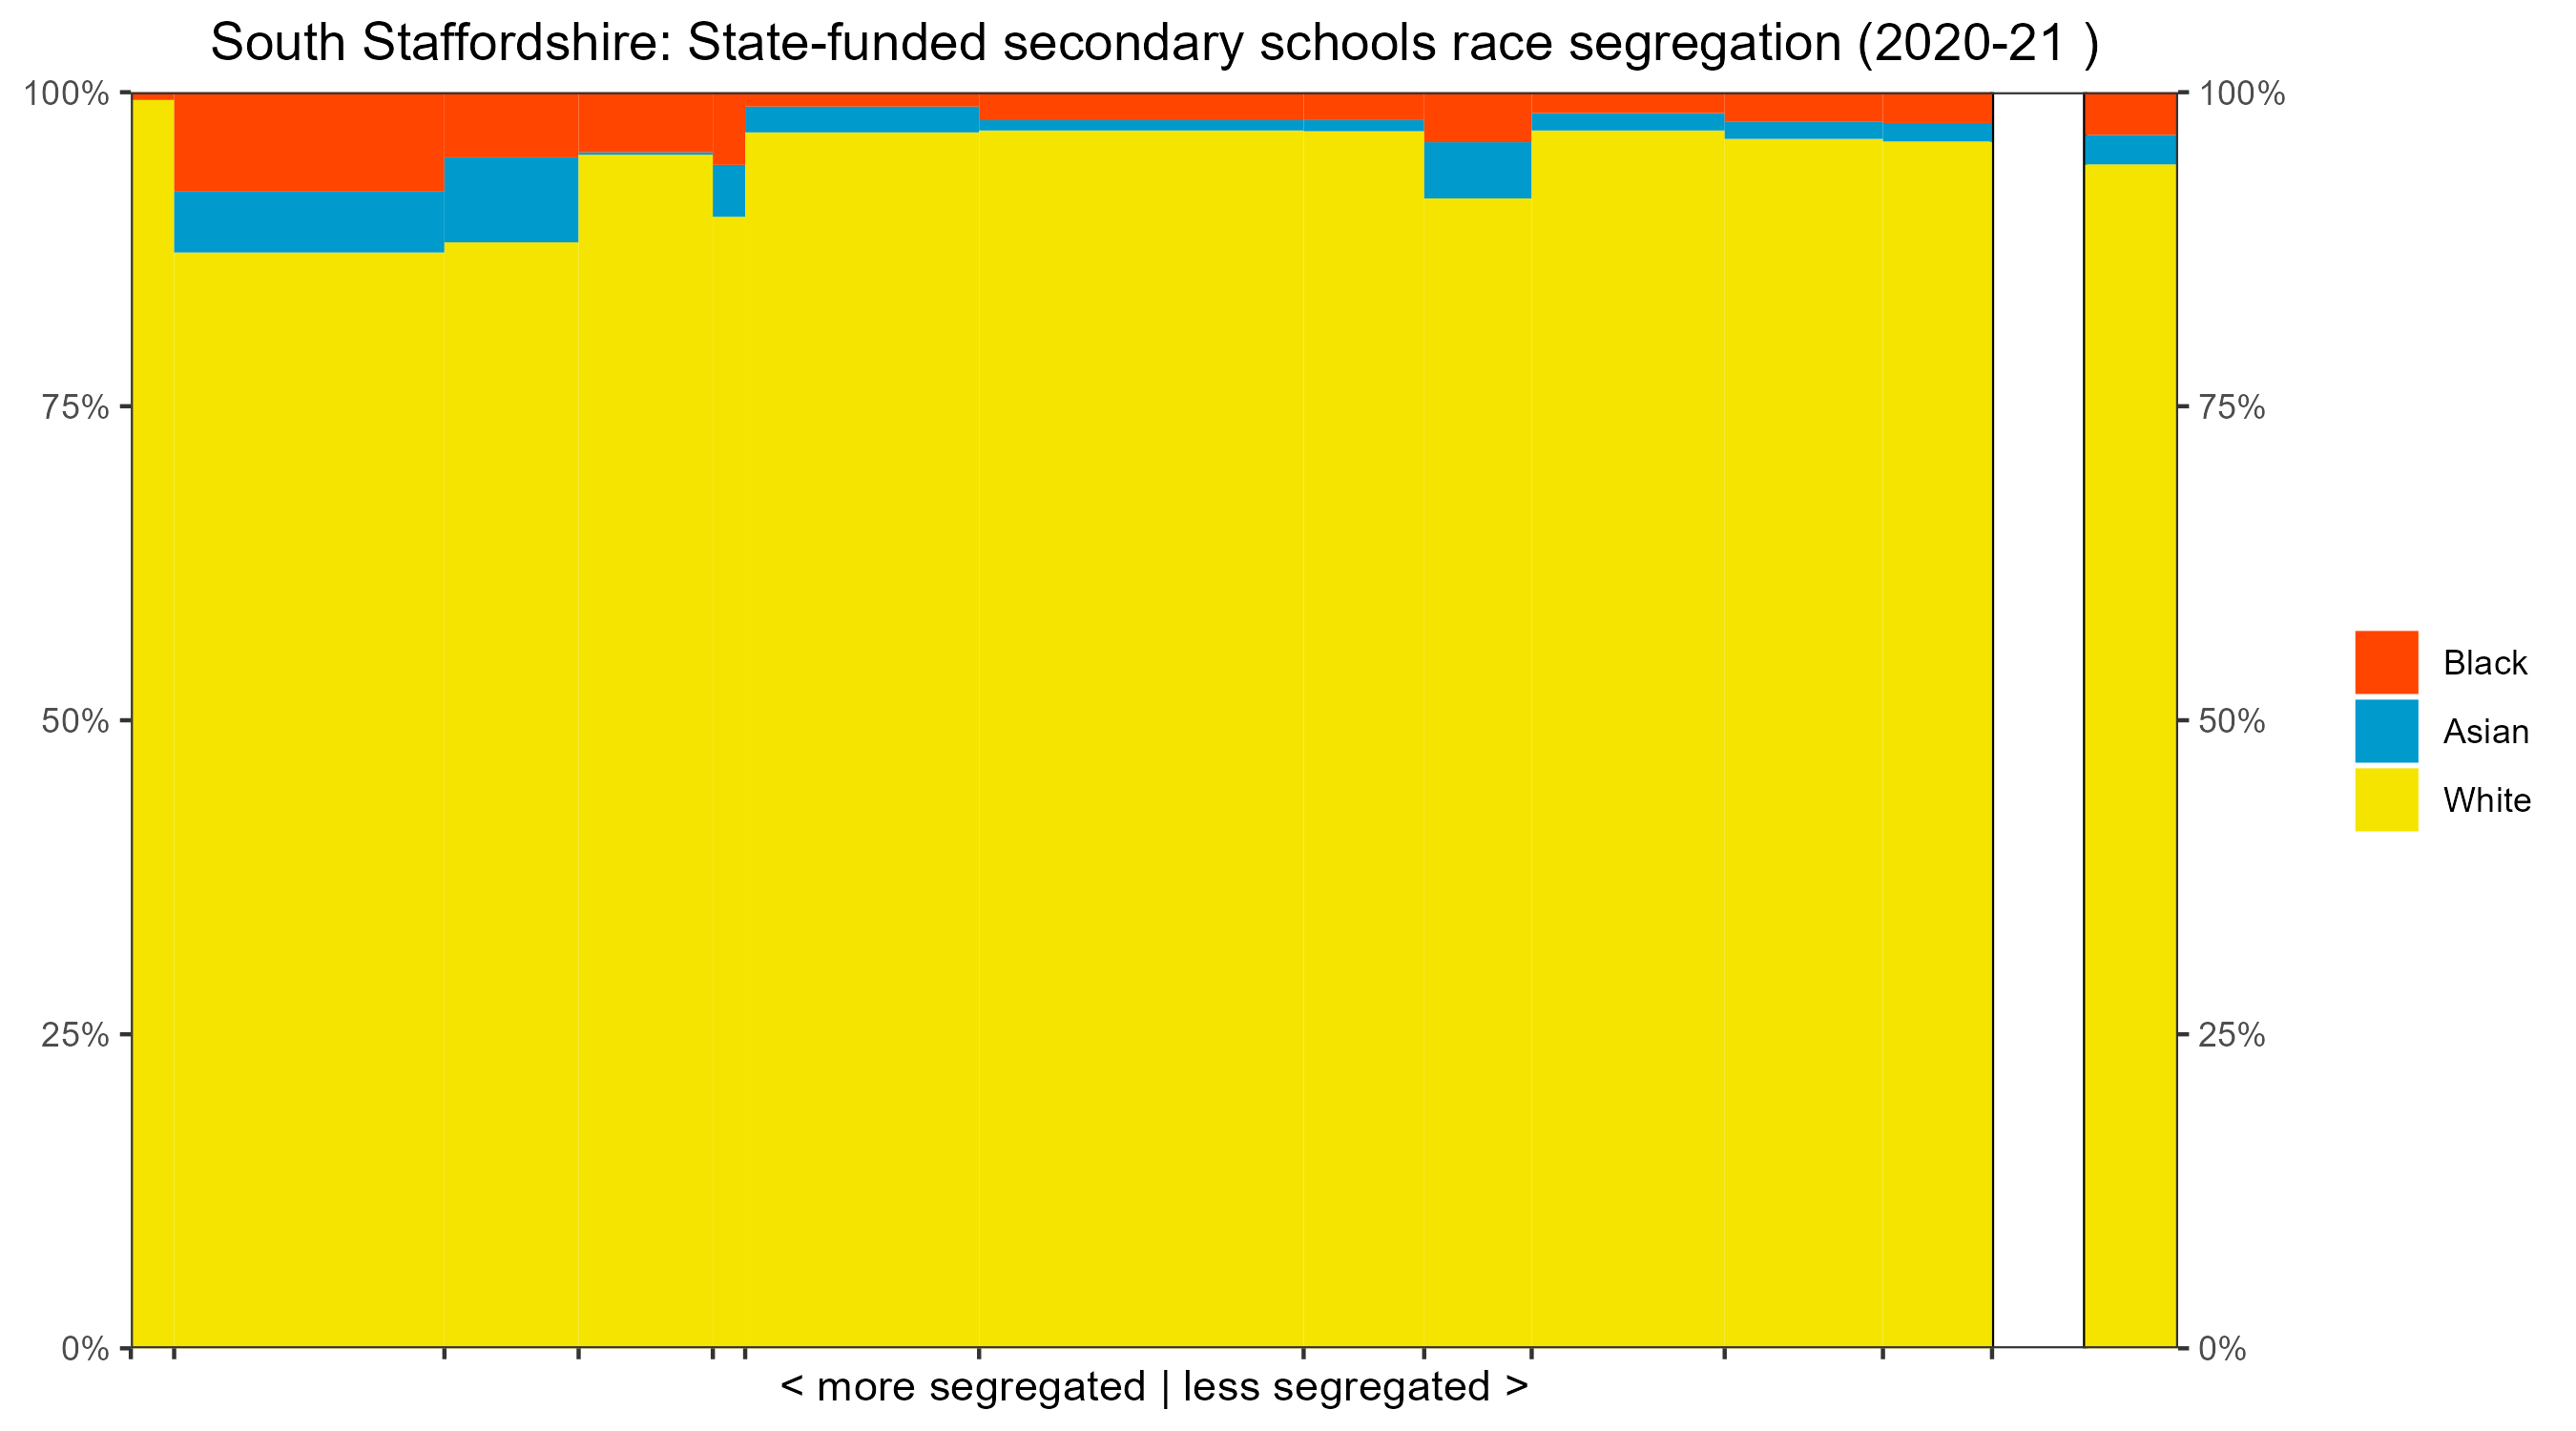 South Staffordshire: State-funded secondary schools race segregation (2020-21 )
100%
75%
50%
25%
0%
100%
75%
50%
25%
0%
< more segregated | less segregated >
Black
Asian
White